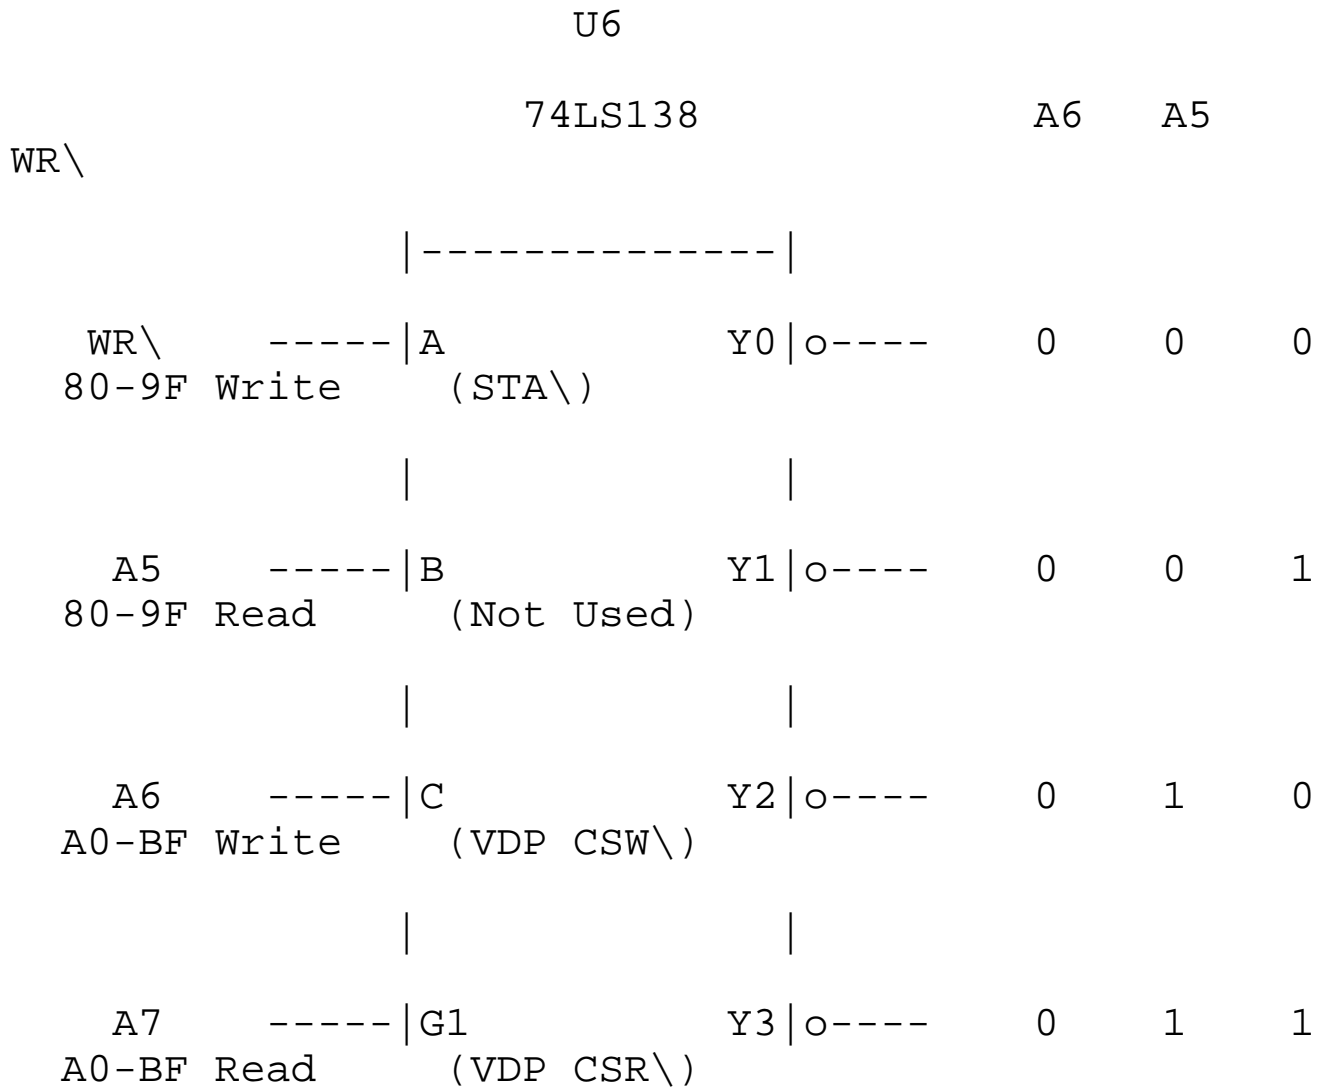 U6
74LS138 A6 A5
WR\
|--------------|
WR\ -----|A Y0|o---- 0 0 0
80-9F Write (STA\)
| |
A5 -----|B Y1|o---- 0 0 1
80-9F Read (Not Used)
| |
A6 -----|C Y2|o---- 0 1 0
A0-BF Write (VDP CSW\)
| |
A7 -----|G1 Y3|o---- 0 1 1
A0-BF Read (VDP CSR\)